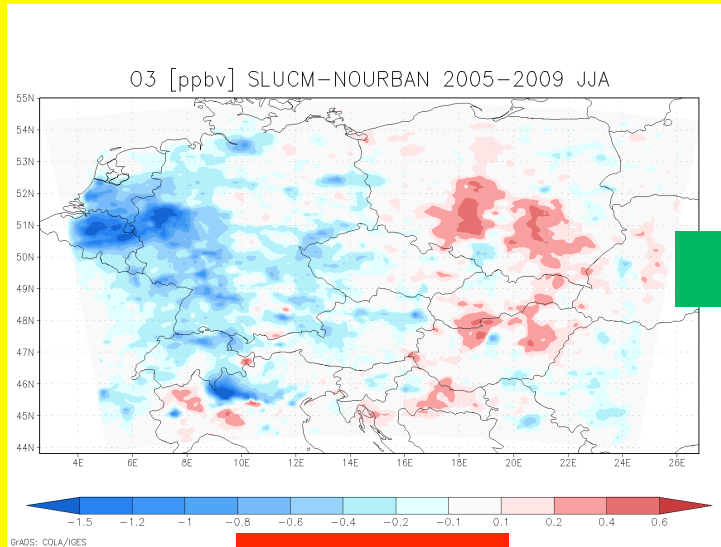 O3 [ppbv] SLUCM-NOURBAN 2005-2009 JJA
55N
54N
53N
52N
51N
50N
49N
48N
47N
46N
45N
44N
4E 6E 8E 10E 12E 14E 16E 18E 20E 22E 24E 26E
-1.5 -1.2 -1 -0.8 -0.6 -0.4 -0.2 -0.1 0.1 0.2 0.4 0.6
GrADS: COLA/IGES